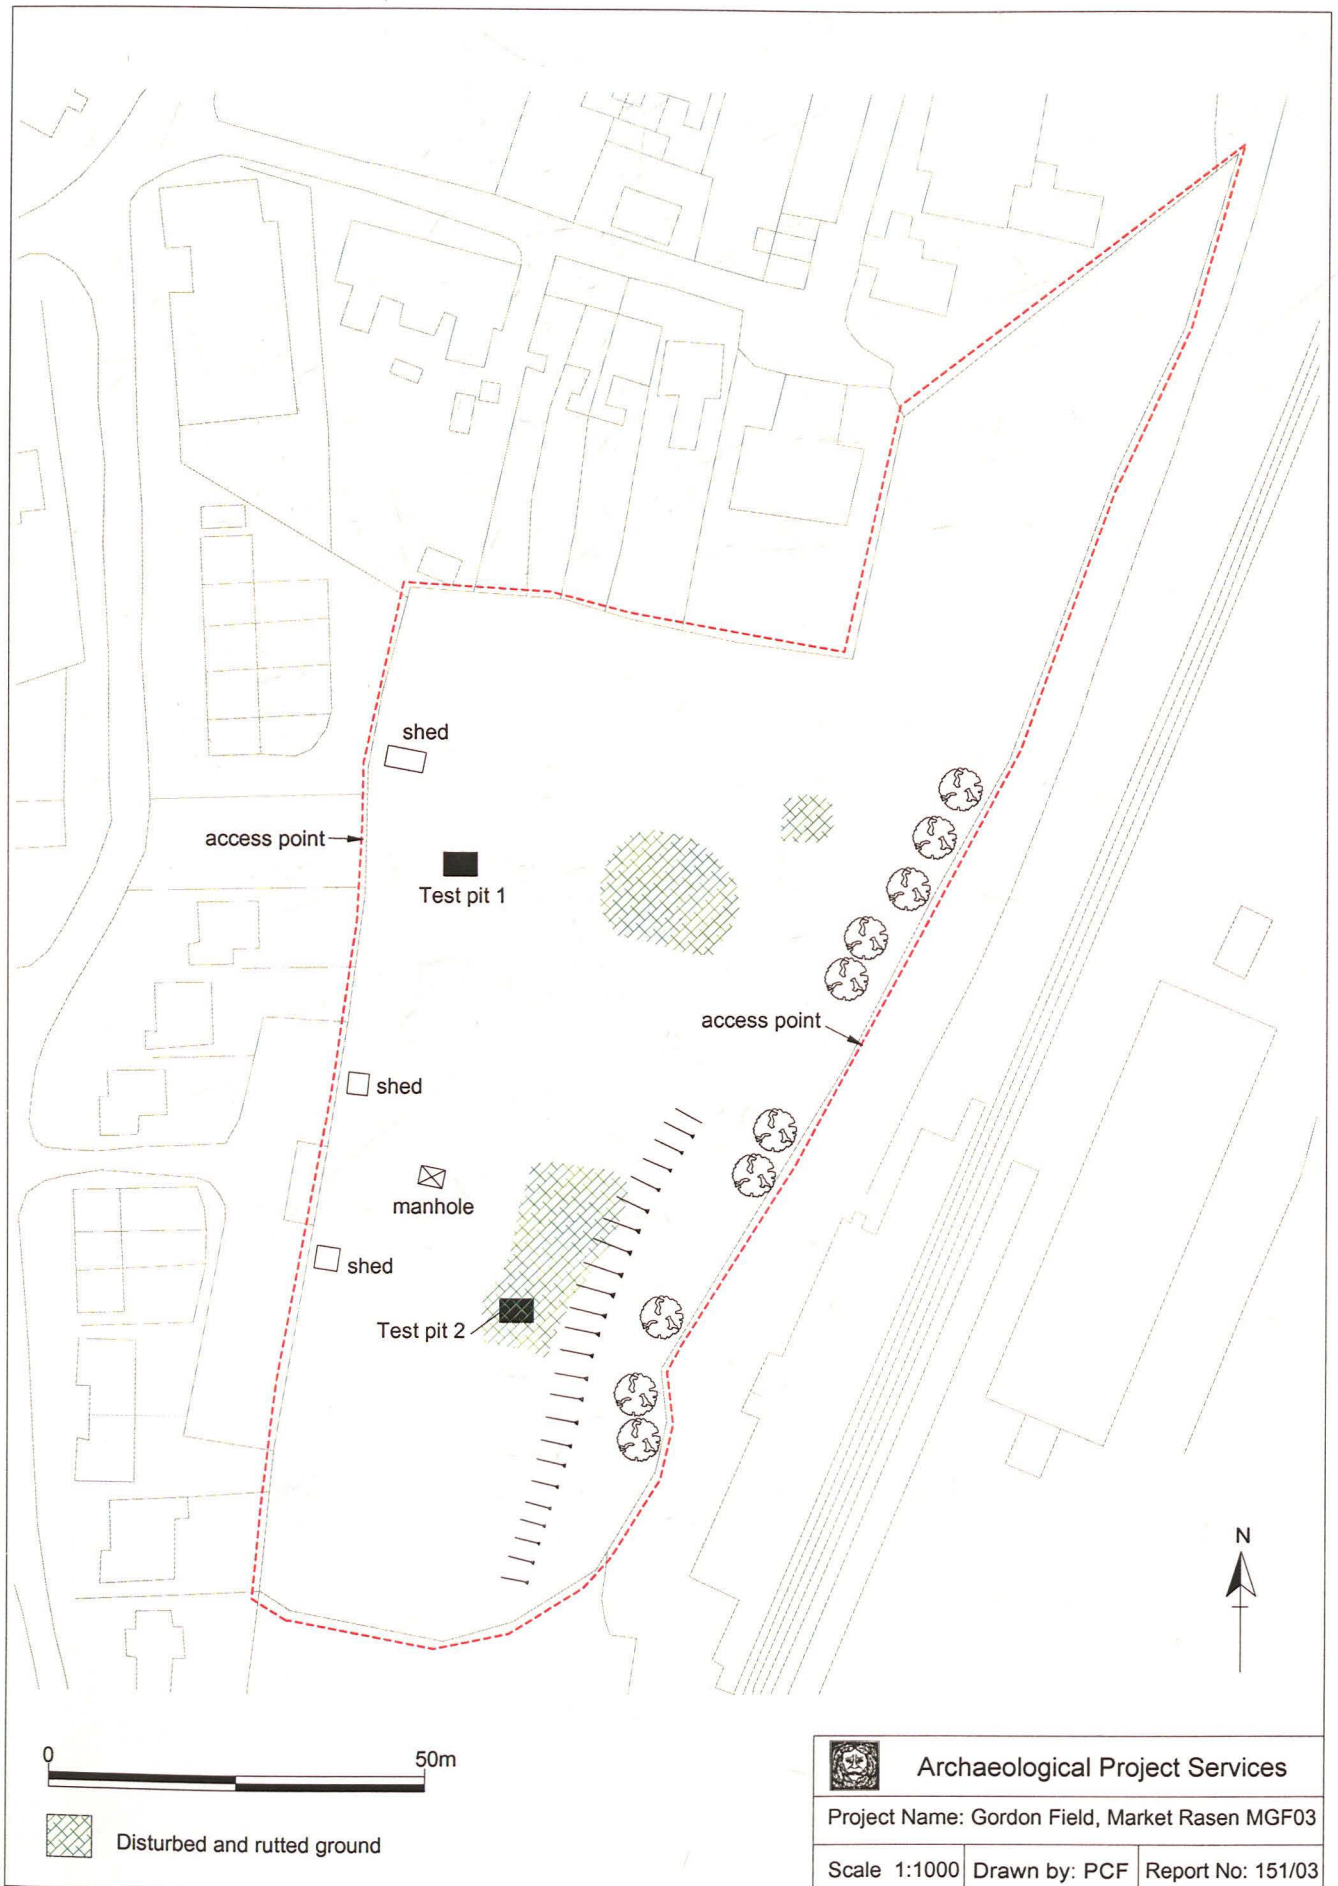 shed
access point
Test pit 1
access point
shed
manhole
shed
Test pit 2
N
0 50m
Disturbed and rutted ground
Archaeological Project Services
Project Name: Gordon Field, Market Rasen MGF03
Scale 1:1000 Drawn by: PCF Report No: 151/03